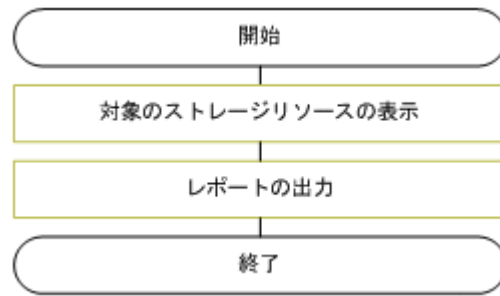 開始
対象のストレージリソースの表示
レポートの出力
終了